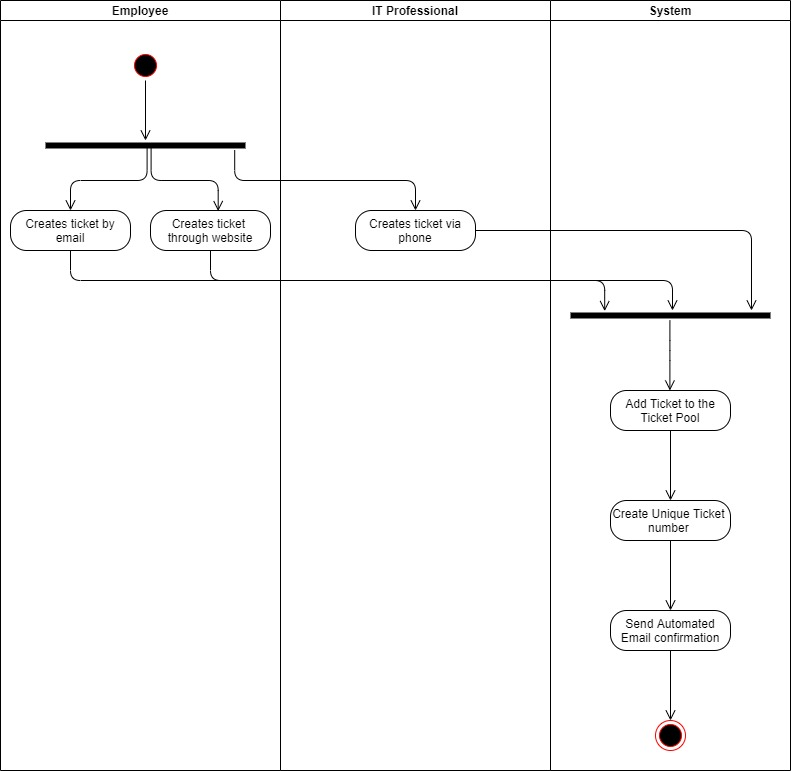 Employee
IT Professional
System
Creates ticket by
email
Creates ticket
through website
Creates ticket via
phone
Add Ticket to the
Ticket Pool
Create Unique Ticket
number
Send Automated
Email confirmation